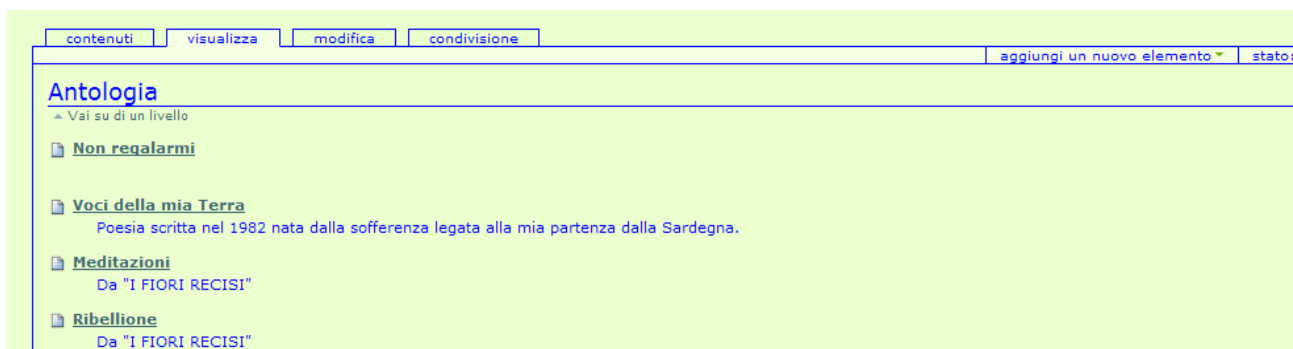 contenuti visualizza modifica condivisione
aggiungi un nuovo elemento stato:
Antologia
Vai su di un livello
Non regalarmi
Voci della mia Terra
Poesia scritta nel 1982 nata dalla sofferenza legata alla mia partenza dalla Sardegna.
Meditazioni
Da "I FIORI RECISI"
Ribellione
Da "I FIORI RECISI"